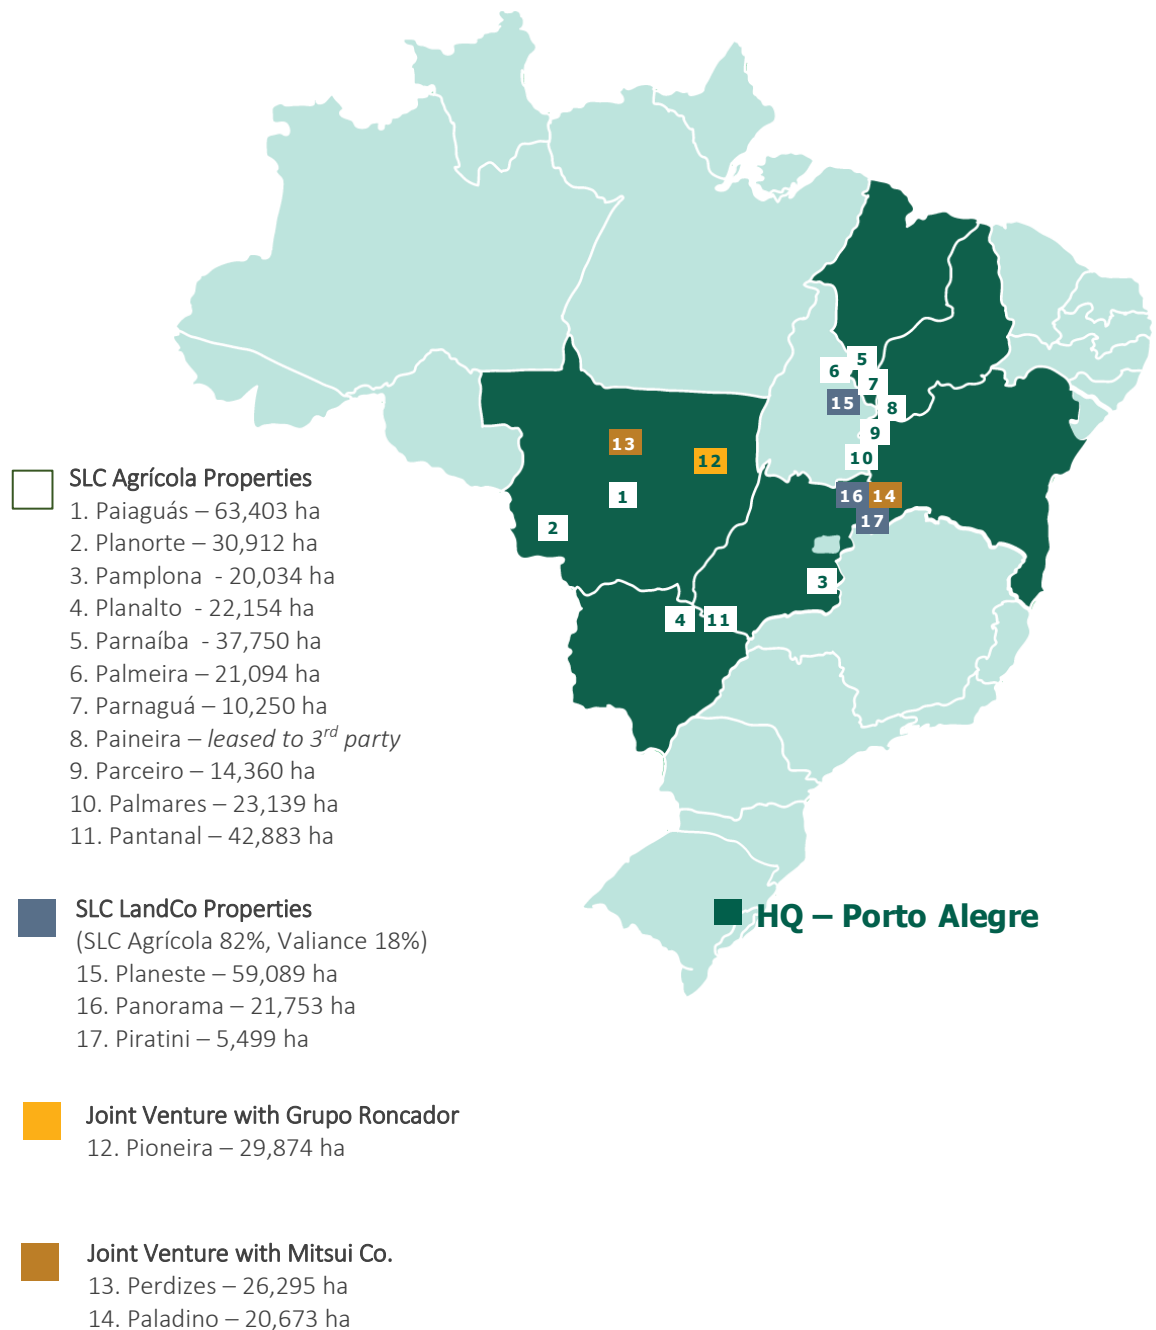 5
6
7
15
8
9
10
13
12
1
16
14
2
17
3
4
11
SLC Agrícola Properties
1. Paiaguás – 63,403 ha
2. Planorte – 30,912 ha
3. Pamplona - 20,034 ha
4. Planalto - 22,154 ha
5. Parnaíba - 37,750 ha
6. Palmeira – 21,094 ha
7. Parnaguá – 10,250 ha
8. Paineira – leased to 3rd party
9. Parceiro – 14,360 ha
10. Palmares – 23,139 ha
11. Pantanal – 42,883 ha
HQ – Porto Alegre
SLC LandCo Properties
(SLC Agrícola 82%, Valiance 18%)
15. Planeste – 59,089 ha
16. Panorama – 21,753 ha
17. Piratini – 5,499 ha
Joint Venture with Grupo Roncador
12. Pioneira – 29,874 ha
Joint Venture with Mitsui Co.
13. Perdizes – 26,295 ha
14. Paladino – 20,673 ha